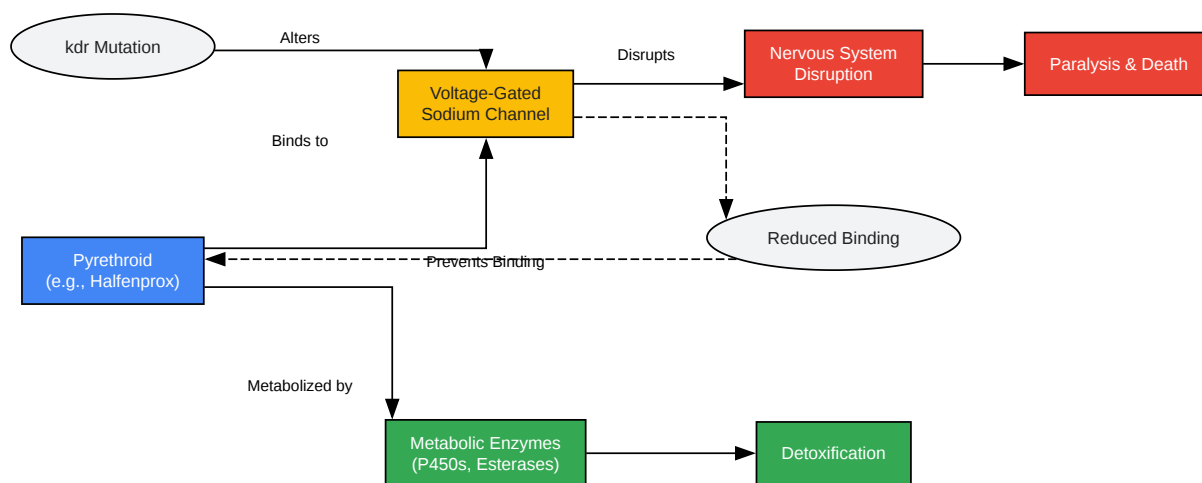 kdr Mutation
Alters
Voltage-Gated
Sodium Channel
Disrupts
Nervous System
Disruption
Paralysis & Death
Binds to
Reduced Binding
Pyrethroid
(e.g., Halfenprox)
Prevents Binding
Metabolized by
Metabolic Enzymes
(P450s, Esterases)
Detoxification